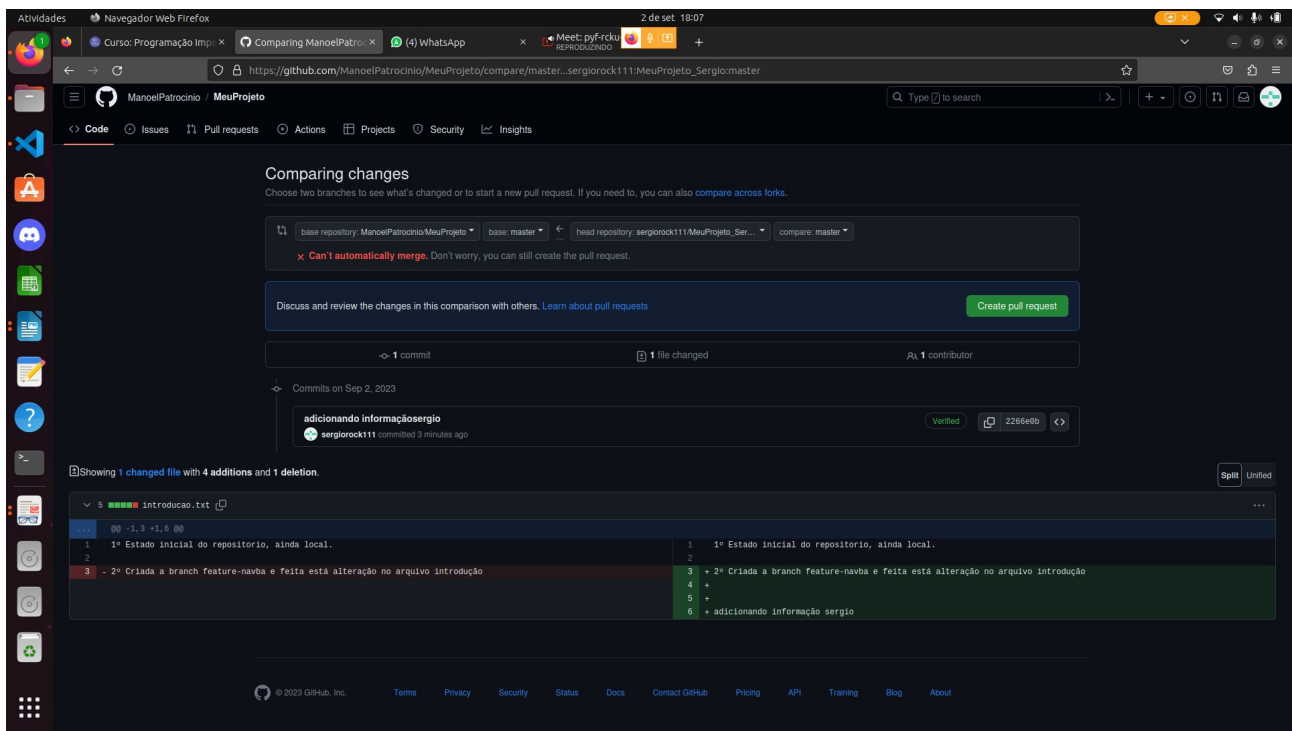 Atividades Navegador Web Firefox 2 de set 18:07
Curso: Programação Impe Comparing ManoelPatroc (4) WhatsApp Meet: pyf-rcku
REPRODUZINDO
https://github.com/ManoelPatrocinio/MeuProjeto/compare/master...sergiorock111:MeuProjeto_Sergio:master
ManoelPatrocinio / MeuProjeto Type / to search
Code Issues Pull requests Actions Projects Security Insights
Comparing changes
Choose two branches to see what's changed or to start a new pull request. If you need to, you can also compare across forks.
base repository: ManoelPatrocinio/MeuProjeto base: master head repository: sergiorock111/MeuProjeto_Ser... compare: master
Can't automatically merge. Don't worry, you can still create the pull request.
Discuss and review the changes in this comparison with others. Learn about pull requests Create pull request
1 commit 1 file changed 1 contributor
Commits on Sep 2, 2023
adicionando informaçãosergio
sergiorock111 committed 3 minutes ago Verified 2266e0b
Showing 1 changed file with 4 additions and 1 deletion. Split Unified
5 introducao.txt
... @@ -1,3 +1,6 @@
1 1º Estado inicial do repositorio, ainda local. 1 1º Estado inicial do repositorio, ainda local.
2 2
3 - 2º Criada a branch feature-navba e feita está alteração no arquivo introdução 3 + 2º Criada a branch feature-navba e feita está alteração no arquivo introdução
4 +
5 +
6 + adicionando informação sergio
© 2023 GitHub, Inc. Terms Privacy Security Status Docs Contact GitHub Pricing API Training Blog About